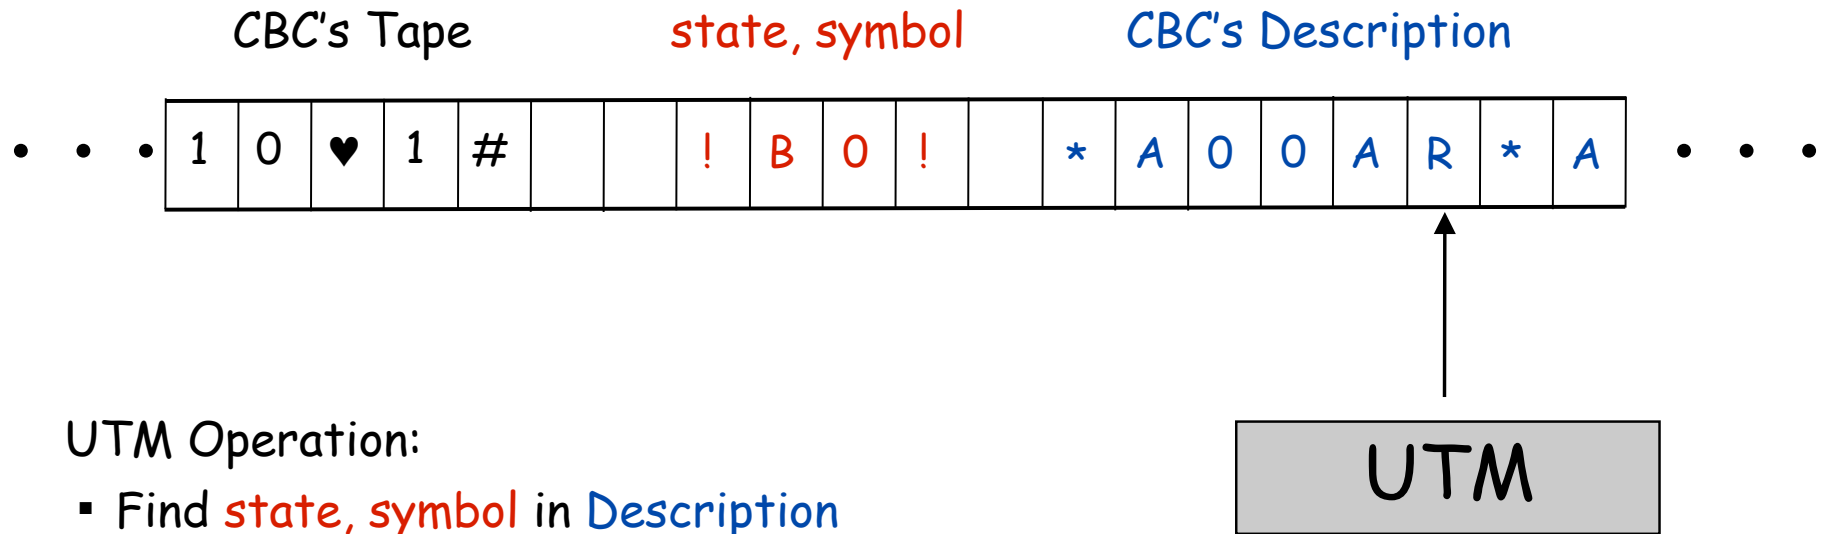 CBC's Tape state, symbol CBC's Description
• • • 1 0 ♥ 1 # ! B 0 ! * A 0 0 A R * A • • •
UTM Operation:
UTM
▪ Find state, symbol in Description